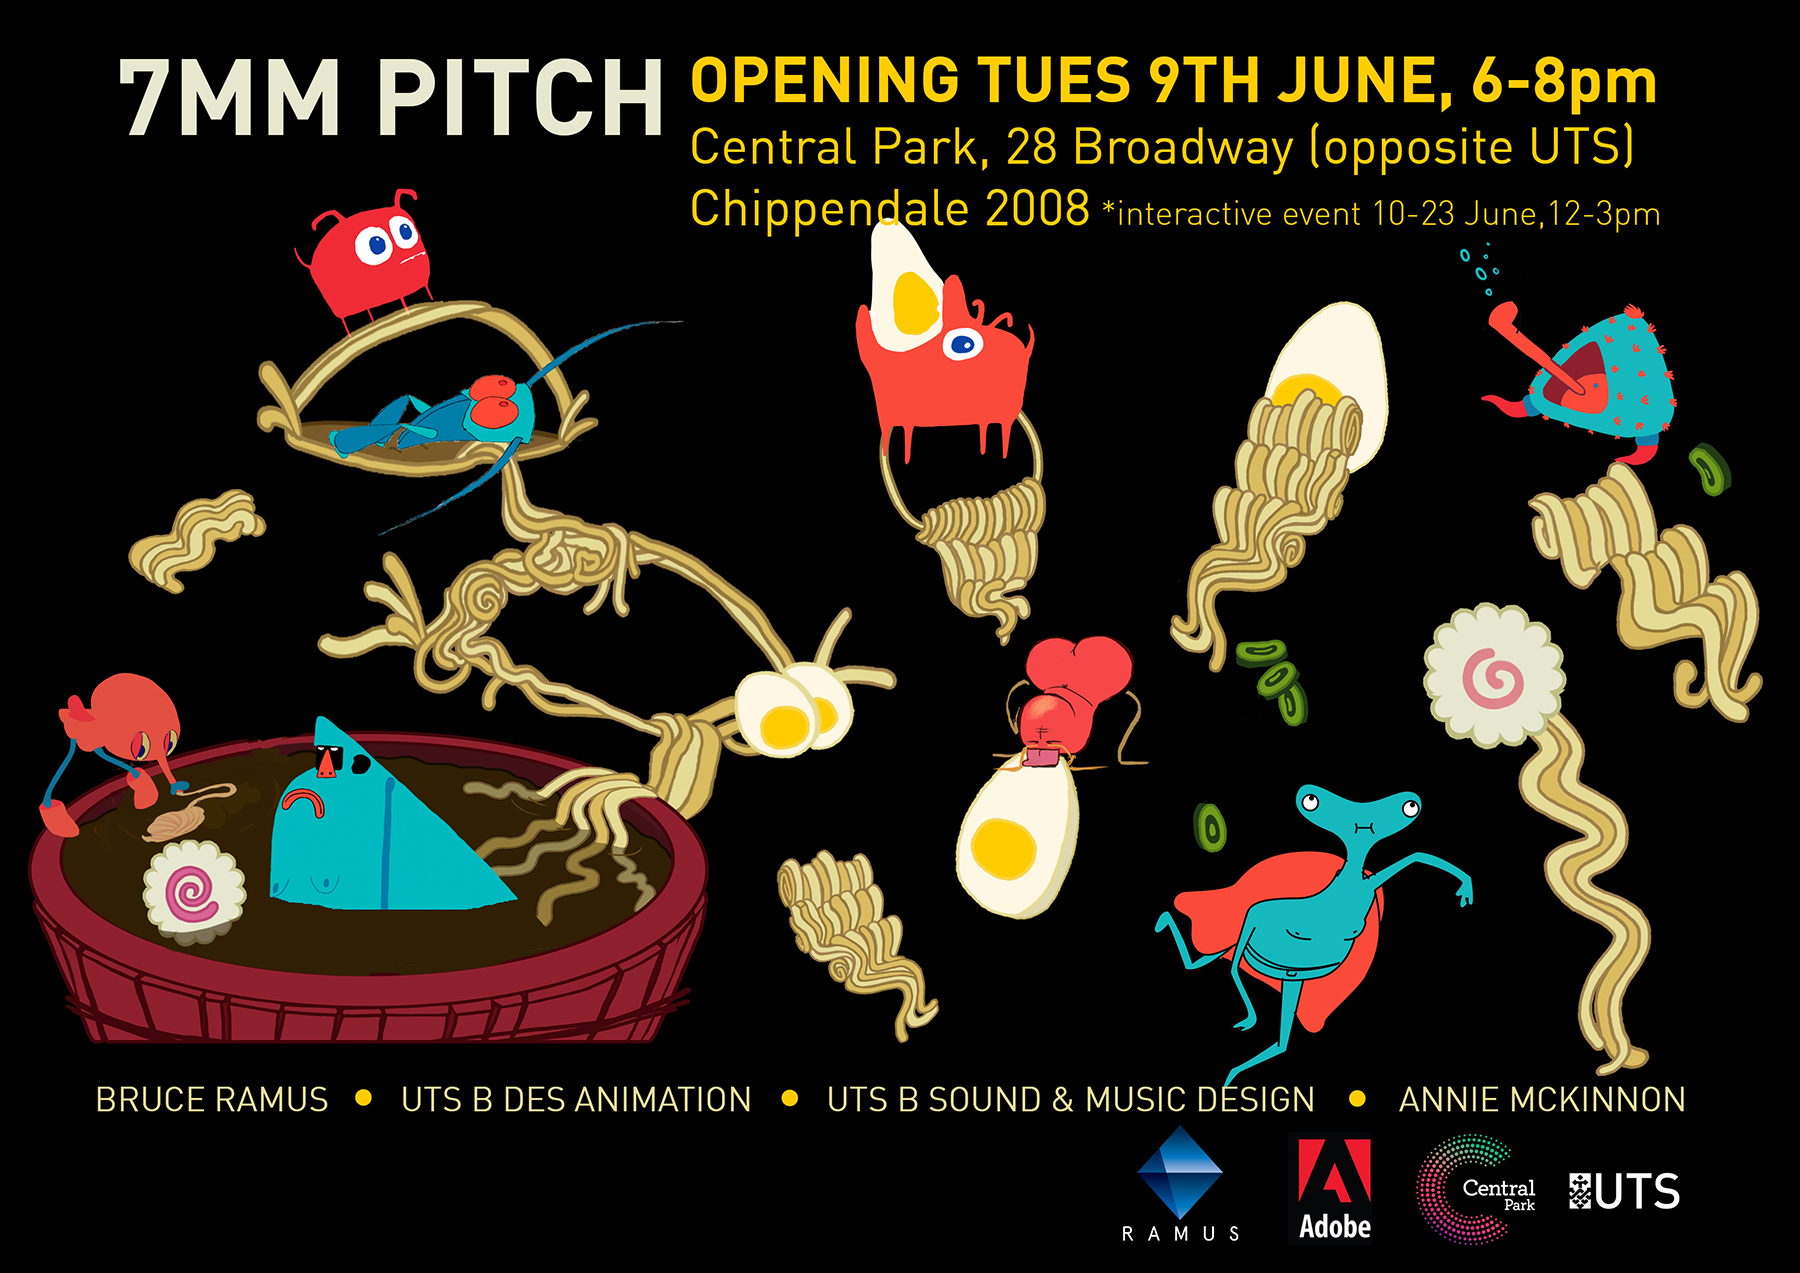 7MM PITCH
OPENING TUES 9TH JUNE, 6-8pm
Central Park, 28 Broadway (opposite UTS)
Chippendale 2008 *interactive event 10-23 June,12-3pm
BRUCE RAMUS • UTS B DES ANIMATION • UTS B SOUND & MUSIC DESIGN • ANNIE MCKINNON
RAMUS
Adobe
Central
Park
UTS